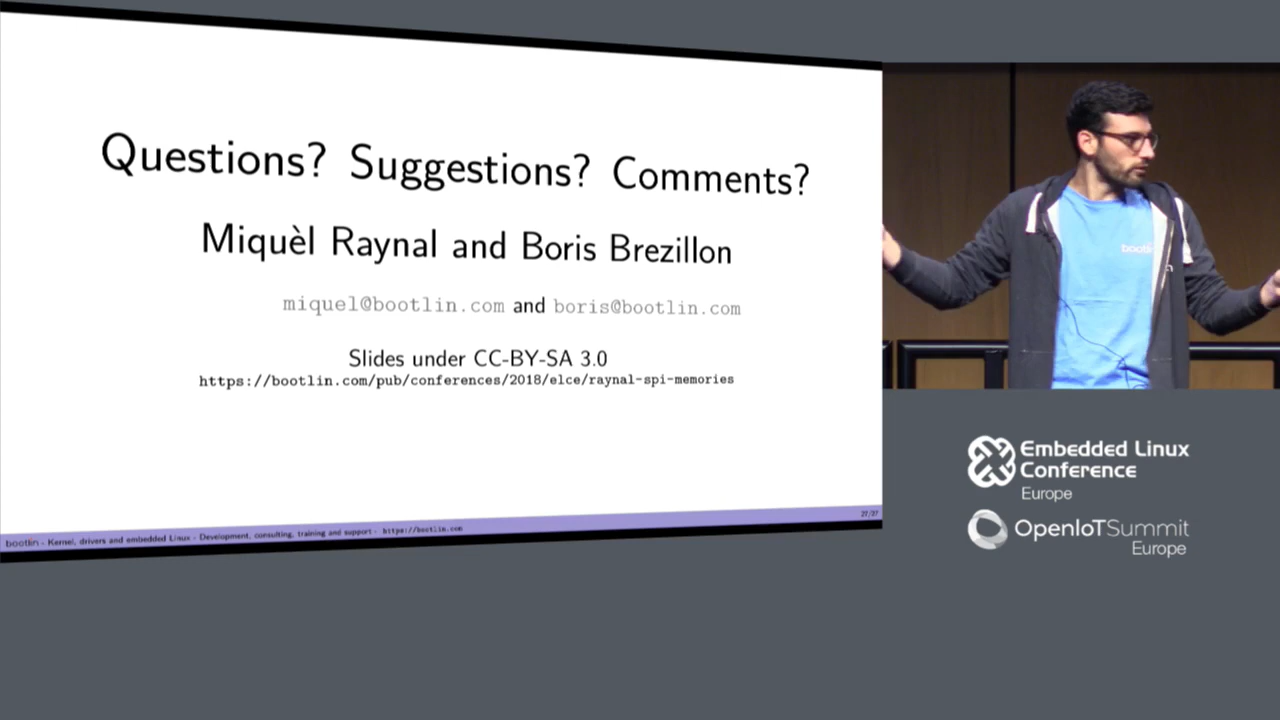 Questions? Suggestions? Comments?
Miquèl Raynal and Boris Brezillon
miquel@bootlin.com and boris@bootlin.com
Slides under CC-BY-SA 3.0
https://bootlin.com/pub/conferences/2018/elce/raynal-spi-memories
bootlin - Kernel, drivers and embedded Linux - Development, consulting, training and support - https://bootlin.com
27/27
Embedded Linux
Conference
Europe
OpenIoTSummit
Europe